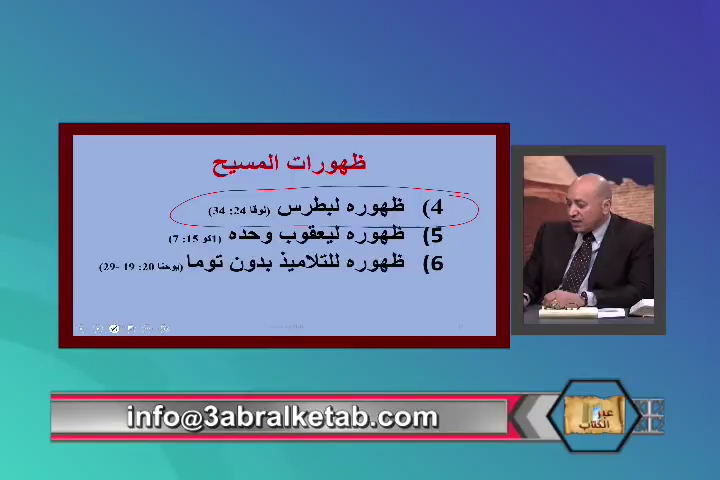 ظهورات المسيح
4) ظهوره لبطرس (لوقا 24: 34)
5) ظهوره ليعقوب وحده (1كو 15: 7)
6) ظهوره للتلاميذ بدون توما (يوحنا 20: 19 -29)
info@3abralketab.com
عبر
الكتاب